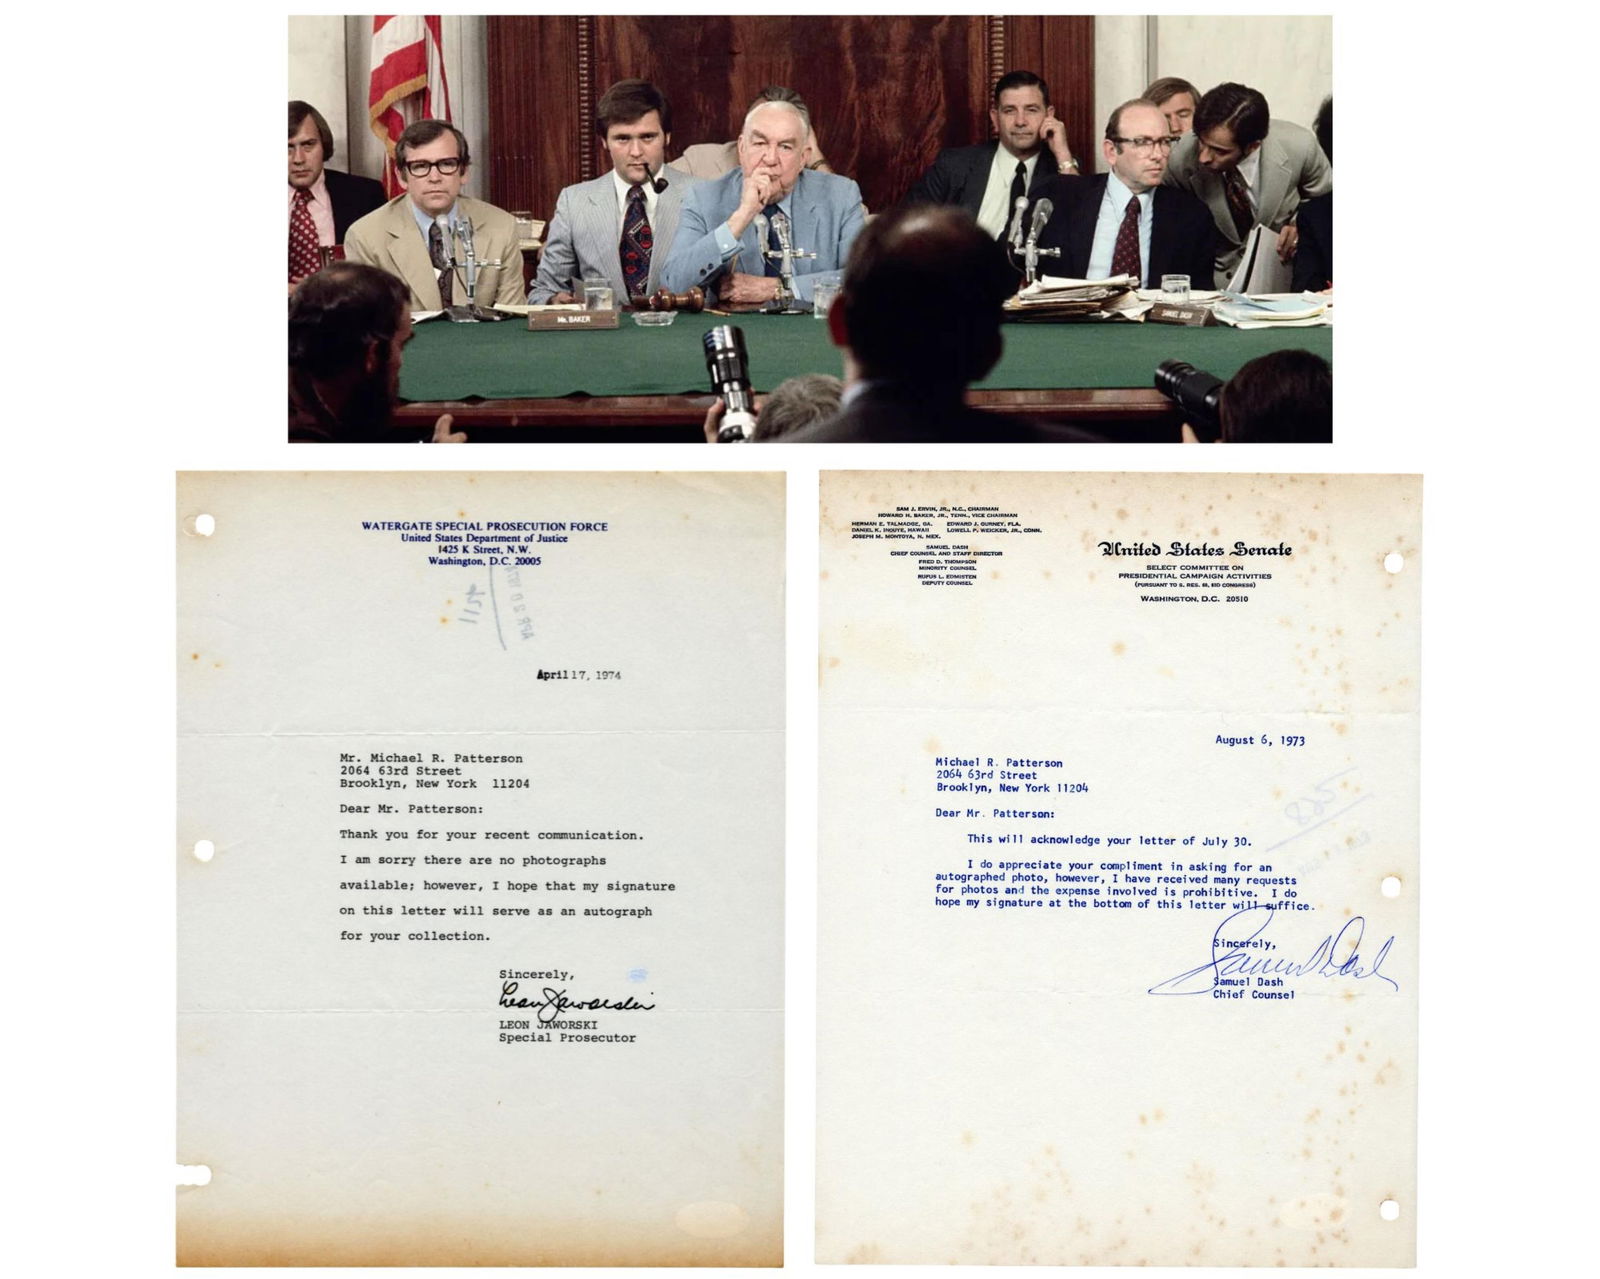 Mr. BAKER
SAMUEL DASH
WATERGATE SPECIAL PROSECUTION FORCE
United States Department of Justice
1425 K Street, N.W.
Washington, D.C. 20005
April 17, 1974
Mr. Michael R. Patterson
2064 63rd Street
Brooklyn, New York 11204
Dear Mr. Patterson:
Thank you for your recent communication.
I am sorry there are no photographs
available; however, I hope that my signature
on this letter will serve as an autograph
for your collection.
Sincerely,
Leon Jaworski
LEON JAWORSKI
Special Prosecutor
SAM J. ERVIN, JR., N.C., CHAIRMAN
HOWARD H. BAKER, JR., TENN., VICE CHAIRMAN
HERMAN E. TALMADGE, GA. EDWARD J. GURNEY, FLA.
DANIEL K. INOUYE, HAWAII LOWELL P. WEICKER, JR., CONN.
JOSEPH M. MONTOYA, N. MEX.
SAMUEL DASH
CHIEF COUNSEL AND STAFF DIRECTOR
FRED D. THOMPSON
MINORITY COUNSEL
RUFUS L. EDMISTEN
DEPUTY COUNSEL
United States Senate
SELECT COMMITTEE ON
PRESIDENTIAL CAMPAIGN ACTIVITIES
(PURSUANT TO S. RES. 60, 93D CONGRESS)
WASHINGTON, D.C. 20510
August 6, 1973
Michael R. Patterson
2064 63rd Street
Brooklyn, New York 11204
Dear Mr. Patterson:
This will acknowledge your letter of July 30.
I do appreciate your compliment in asking for an
autographed photo, however, I have received many requests
for photos and the expense involved is prohibitive. I do
hope my signature at the bottom of this letter will suffice.
Sincerely,
Samuel Dash
Samuel Dash
Chief Counsel